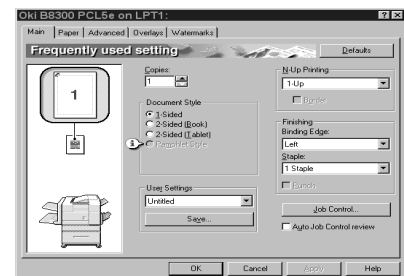 Oki B8300 PCL5e on LPT1:
Main Paper Advanced Overlays Watermarks
Frequently used setting
Defaults
1
Copies:
1
Document Style
1-Sided
2-Sided (Book)
2-Sided (Tablet)
1
Pamphlet Style
User Settings
Untitled
Save...
N-Up Printing
1-Up
Border
Finishing
Binding Edge:
Left
Staple:
1 Staple
Punch
Job Control...
Auto Job Control review
OK Cancel Apply Help